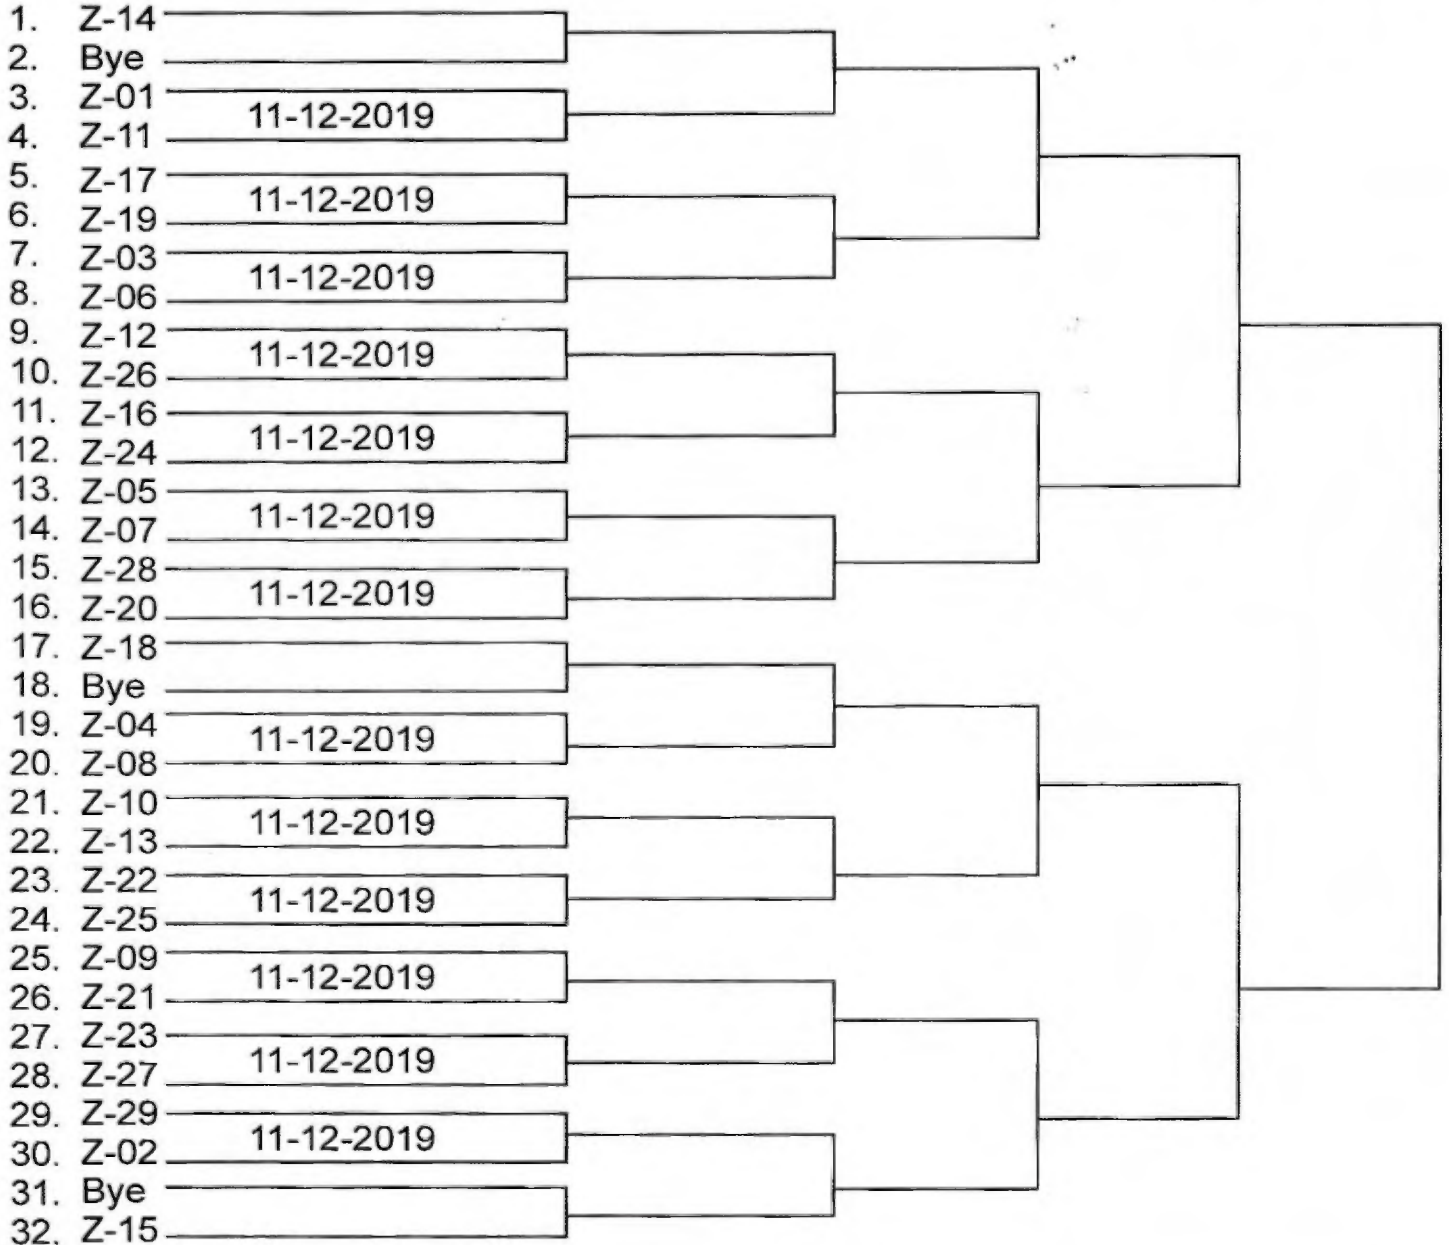 1. Z-14
2. Bye
3. Z-01
11-12-2019
4. Z-11
5. Z-17
11-12-2019
6. Z-19
7. Z-03
11-12-2019
8. Z-06
9. Z-12
11-12-2019
10. Z-26
11. Z-16
11-12-2019
12. Z-24
13. Z-05
11-12-2019
14. Z-07
15. Z-28
11-12-2019
16. Z-20
17. Z-18
18. Bye
19. Z-04
11-12-2019
20. Z-08
21. Z-10
11-12-2019
22. Z-13
23. Z-22
11-12-2019
24. Z-25
25. Z-09
11-12-2019
26. Z-21
27. Z-23
11-12-2019
28. Z-27
29. Z-29
11-12-2019
30. Z-02
31. Bye
32. Z-15